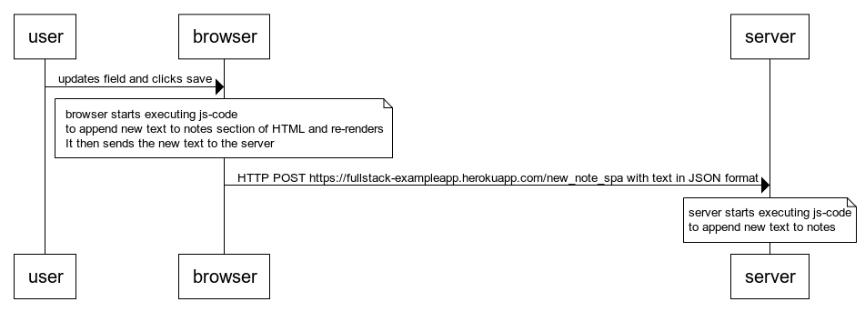 user
browser
server
updates field and clicks save
browser starts executing js-code
to append new text to notes section of HTML and re-renders
It then sends the new text to the server
HTTP POST https://fullstack-exampleapp.herokuapp.com/new_note_spa with text in JSON format
server starts executing js-code
to append new text to notes
user
browser
server